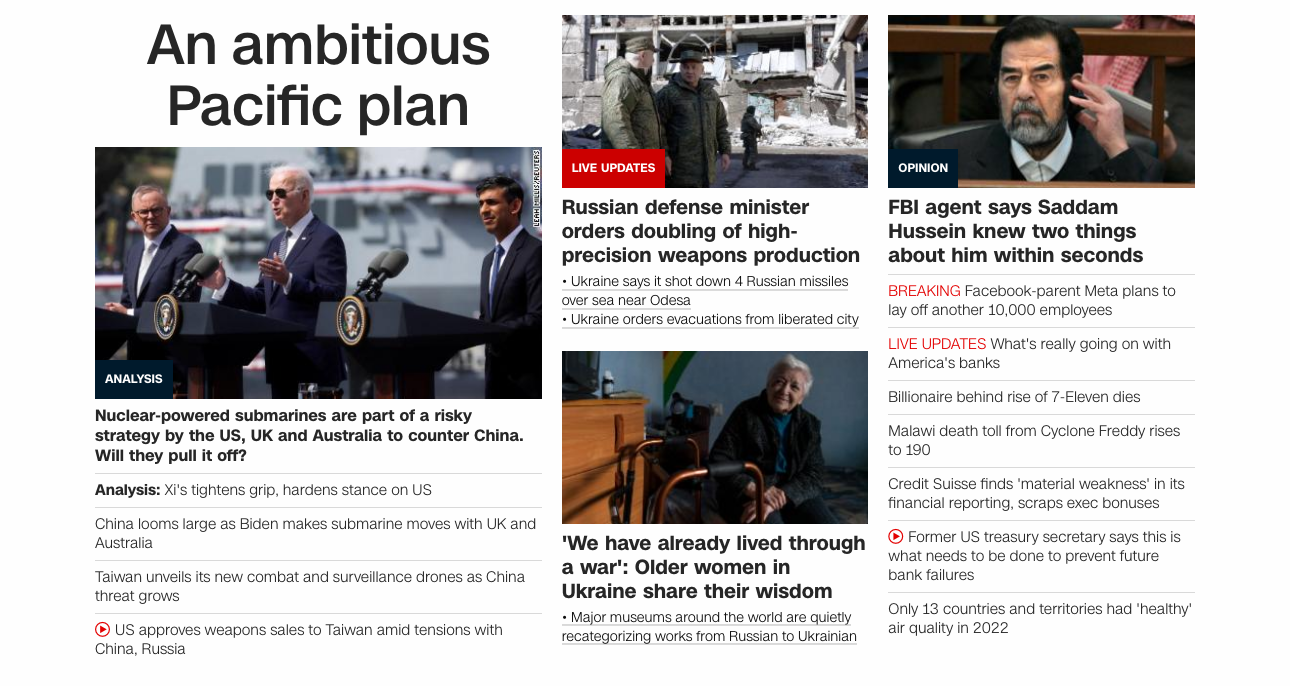 An ambitious
Pacific plan
LEAH MILLIS/REUTERS
ANALYSIS
Nuclear-powered submarines are part of a risky
strategy by the US, UK and Australia to counter China.
Will they pull it off?
Analysis: Xi's tightens grip, hardens stance on US
China looms large as Biden makes submarine moves with UK and
Australia
Taiwan unveils its new combat and surveillance drones as China
threat grows
US approves weapons sales to Taiwan amid tensions with
China, Russia
LIVE UPDATES
Russian defense minister
orders doubling of high-
precision weapons production
• Ukraine says it shot down 4 Russian missiles
over sea near Odesa
• Ukraine orders evacuations from liberated city
'We have already lived through
a war': Older women in
Ukraine share their wisdom
• Major museums around the world are quietly
recategorizing works from Russian to Ukrainian
OPINION
FBI agent says Saddam
Hussein knew two things
about him within seconds
BREAKING Facebook-parent Meta plans to
lay off another 10,000 employees
LIVE UPDATES What's really going on with
America's banks
Billionaire behind rise of 7-Eleven dies
Malawi death toll from Cyclone Freddy rises
to 190
Credit Suisse finds 'material weakness' in its
financial reporting, scraps exec bonuses
Former US treasury secretary says this is
what needs to be done to prevent future
bank failures
Only 13 countries and territories had 'healthy'
air quality in 2022